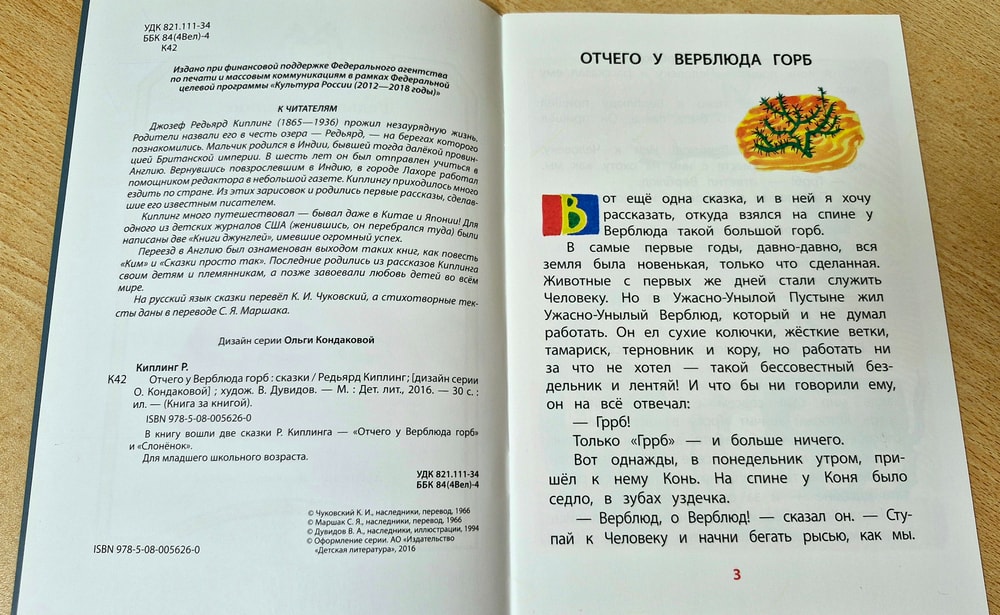 УДК 821.111-34
ББК 84(4Вел)-4
К42
Издано при финансовой поддержке Федерального агентства
по печати и массовым коммуникациям в рамках Федеральной
целевой программы «Культура России (2012—2018 годы)»
К ЧИТАТЕЛЯМ
Джозеф Редьярд Киплинг (1865—1936) прожил незаурядную жизнь.
Родители назвали его в честь озера — Редьярд, — на берегах которого
познакомились. Мальчик родился в Индии, бывшей тогда далёкой провин-
цией Британской империи. В шесть лет он был отправлен учиться в
Англию. Вернувшись повзрослевшим в Индию, в городе Лахоре работал
помощником редактора в небольшой газете. Киплингу приходилось много
ездить по стране. Из этих зарисовок и родились первые рассказы, сделав-
шие его известным писателем.
Киплинг много путешествовал — бывал даже в Китае и Японии! Для
одного из детских журналов США (женившись, он перебрался туда) были
написаны две «Книги джунглей», имевшие огромный успех.
Переезд в Англию был ознаменован выходом таких книг, как повесть
«Ким» и «Сказки просто так». Последние родились из рассказов Киплинга
своим детям и племянникам, а позже завоевали любовь детей во всём
мире.
На русский язык сказки перевёл К. И. Чуковский, а стихотворные тек-
сты даны в переводе С. Я. Маршака.
Дизайн серии Ольги Кондаковой
Киплинг Р.
К42 Отчего у Верблюда горб : сказки / Редьярд Киплинг ; [дизайн серии
О. Кондаковой] ; худож. В. Дувидов. — М. : Дет. лит., 2016. — 30 с. :
ил. — (Книга за книгой).
ISBN 978-5-08-005626-0
В книгу вошли две сказки Р. Киплинга — «Отчего у Верблюда горб»
и «Слонёнок».
Для младшего школьного возраста.
УДК 821.111-34
ББК 84(4Вел)-4
© Чуковский К. И., наследники, перевод, 1966
© Маршак С. Я., наследники, перевод, 1966
© Дувидов В. А., наследники, иллюстрации, 1994
© Оформление серии. АО «Издательство
«Детская литература», 2016
ISBN 978-5-08-005626-0
ОТЧЕГО У ВЕРБЛЮДА ГОРБ
Вот ещё одна сказка, и в ней я хочу
рассказать, откуда взялся на спине у
Верблюда такой большой горб.
В самые первые годы, давно-давно, вся
земля была новенькая, только что сделанная.
Животные с первых же дней стали служить
Человеку. Но в Ужасно-Унылой Пустыне жил
Ужасно-Унылый Верблюд, который и не думал
работать. Он ел сухие колючки, жёсткие ветки,
тамариск, терновник и кору, но работать ни
за что не хотел — такой бессовестный без-
дельник и лентяй! И что бы ни говорили ему,
он на всё отвечал:
— Гррб!
Только «Гррб» — и больше ничего.
Вот однажды, в понедельник утром, при-
шёл к нему Конь. На спине у Коня было
седло, в зубах уздечка.
— Верблюд, о Верблюд! — сказал он. — Сту-
пай к Человеку и начни бегать рысью, как мы.
3